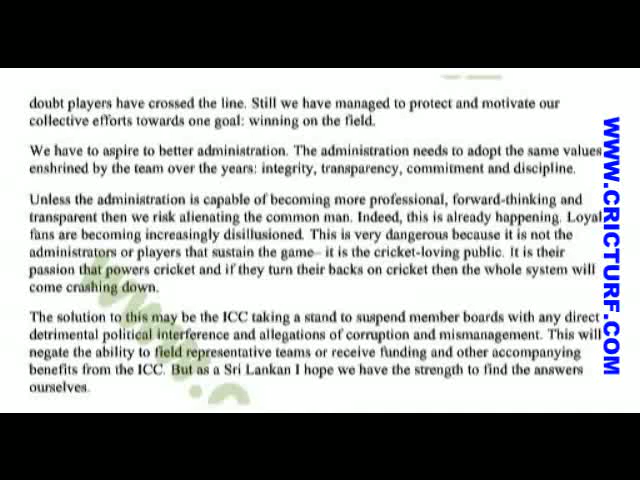 doubt players have crossed the line. Still we have managed to protect and motivate our
collective efforts towards one goal: winning on the field.
We have to aspire to better administration. The administration needs to adopt the same values
enshrined by the team over the years: integrity, transparency, commitment and discipline.
Unless the administration is capable of becoming more professional, forward-thinking and
transparent then we risk alienating the common man. Indeed, this is already happening. Loyal
fans are becoming increasingly disillusioned. This is very dangerous because it is not the
administrators or players that sustain the game– it is the cricket-loving public. It is their
passion that powers cricket and if they turn their backs on cricket then the whole system will
come crashing down.
The solution to this may be the ICC taking a stand to suspend member boards with any direct
detrimental political interference and allegations of corruption and mismanagement. This will
negate the ability to field representative teams or receive funding and other accompanying
benefits from the ICC. But as a Sri Lankan I hope we have the strength to find the answers
ourselves.
WWW.CRICTURF.COM